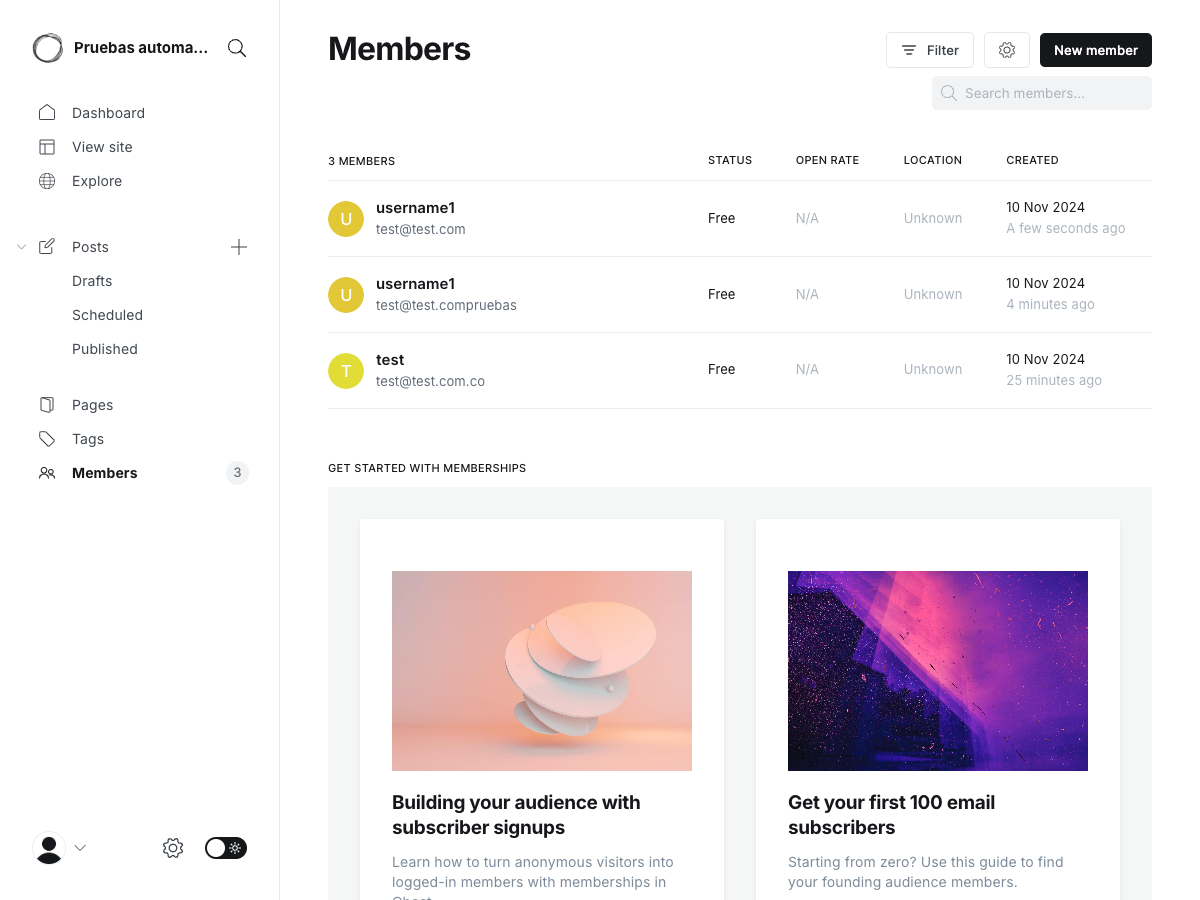 Pruebas automa...
Dashboard
View site
Explore
Posts
Drafts
Scheduled
Published
Pages
Tags
Members
3
Members
Filter
New member
Search members...
3 MEMBERS
STATUS
OPEN RATE
LOCATION
CREATED
U
username1
test@test.com
Free
N/A
Unknown
10 Nov 2024
A few seconds ago
U
username1
test@test.compruebas
Free
N/A
Unknown
10 Nov 2024
4 minutes ago
T
test
test@test.com.co
Free
N/A
Unknown
10 Nov 2024
25 minutes ago
GET STARTED WITH MEMBERSHIPS
Building your audience with
subscriber signups
Learn how to turn anonymous visitors into
logged-in members with memberships in
Get your first 100 email
subscribers
Starting from zero? Use this guide to find
your founding audience members.